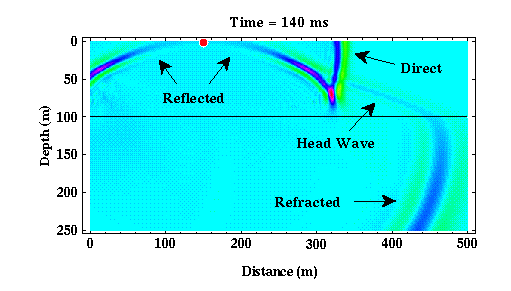 Time = 140 ms
0
Direct
50
Reflected
Depth (m)
100
Head Wave
150
200
Refracted
250
0 100 200 300 400 500
Distance (m)